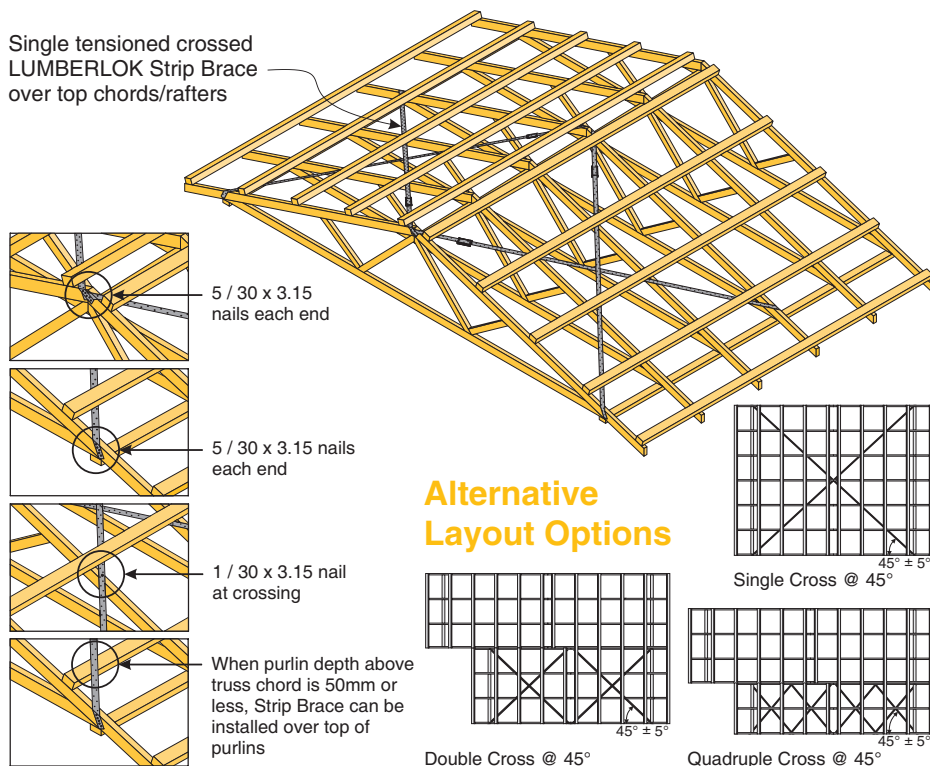 Single tensioned crossed
LUMBERLOK Strip Brace
over top chords/rafters
5 / 30 x 3.15
nails each end
5 / 30 x 3.15 nails
each end
1 / 30 x 3.15 nail
at crossing
When purlin depth above
truss chord is 50mm or
less, Strip Brace can be
installed over top of
purlins
Alternative
Layout Options
45° ± 5°
Single Cross @ 45°
45° ± 5°
Double Cross @ 45°
45° ± 5°
Quadruple Cross @ 45°